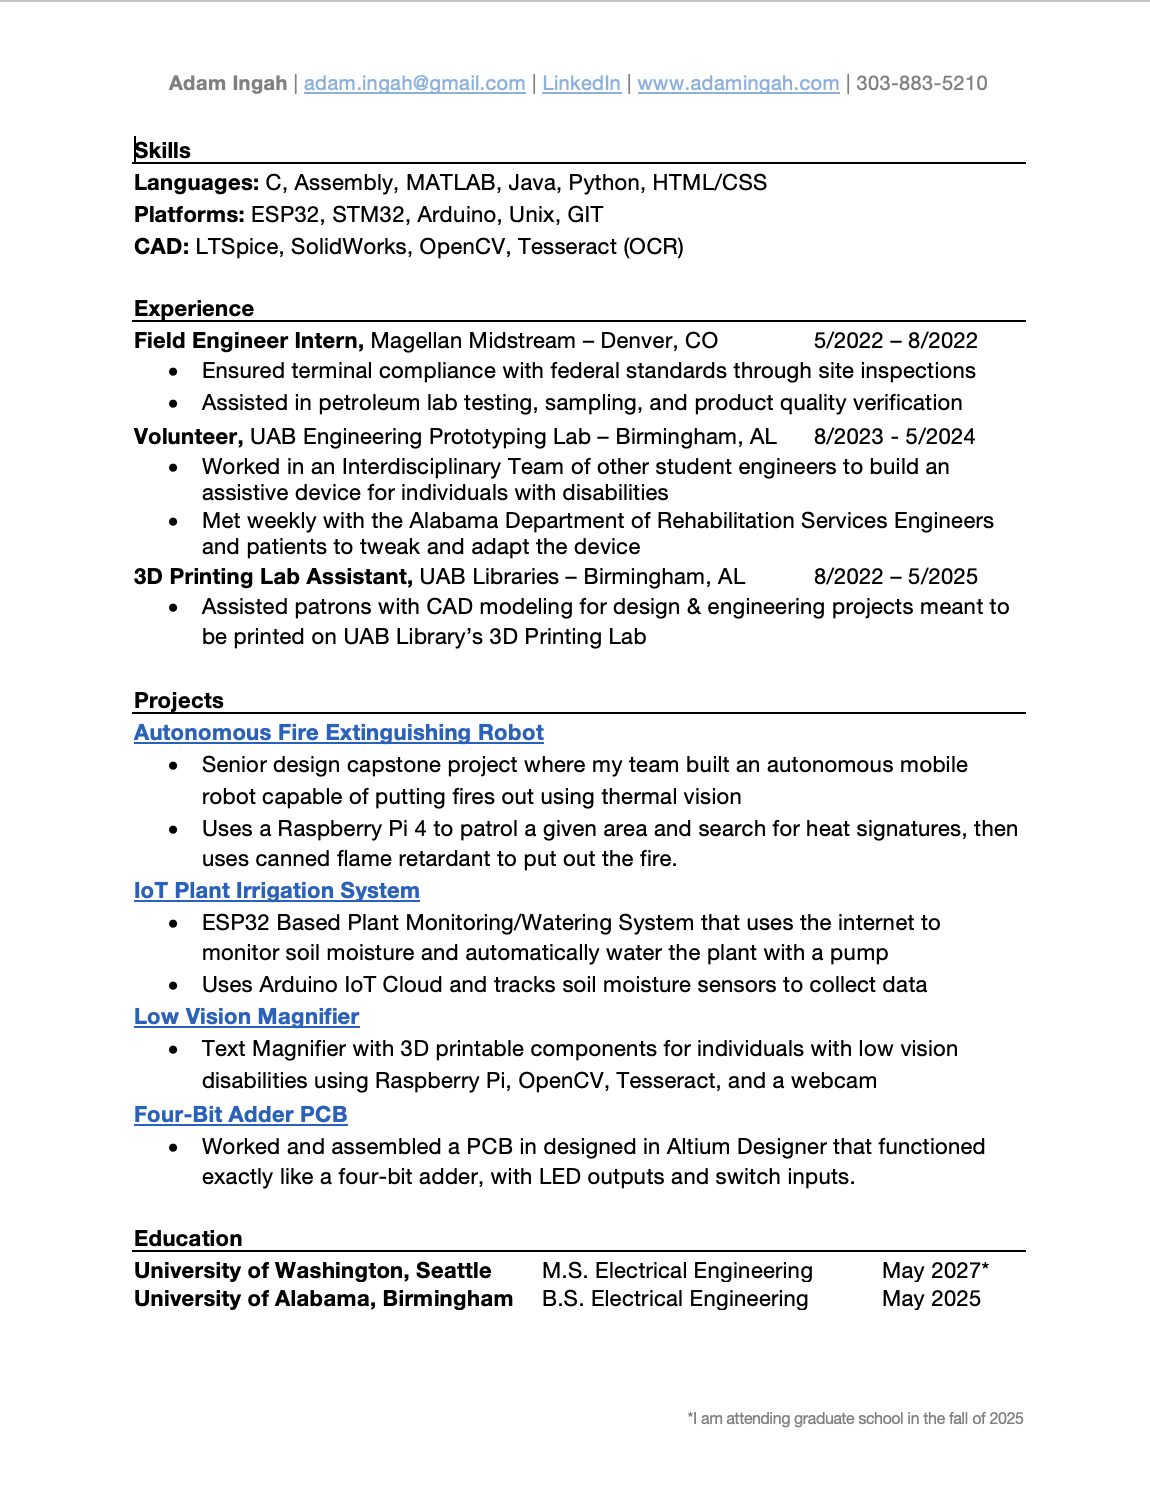 Adam Ingah | adam.ingah@gmail.com | LinkedIn | www.adamingah.com | 303-883-5210
Skills
Languages: C, Assembly, MATLAB, Java, Python, HTML/CSS
Platforms: ESP32, STM32, Arduino, Unix, GIT
CAD: LTSpice, SolidWorks, OpenCV, Tesseract (OCR)
Experience
Field Engineer Intern, Magellan Midstream – Denver, CO 5/2022 – 8/2022
• Ensured terminal compliance with federal standards through site inspections
• Assisted in petroleum lab testing, sampling, and product quality verification
Volunteer, UAB Engineering Prototyping Lab – Birmingham, AL 8/2023 - 5/2024
• Worked in an Interdisciplinary Team of other student engineers to build an
assistive device for individuals with disabilities
• Met weekly with the Alabama Department of Rehabilitation Services Engineers
and patients to tweak and adapt the device
3D Printing Lab Assistant, UAB Libraries – Birmingham, AL 8/2022 – 5/2025
• Assisted patrons with CAD modeling for design & engineering projects meant to
be printed on UAB Library’s 3D Printing Lab
Projects
Autonomous Fire Extinguishing Robot
• Senior design capstone project where my team built an autonomous mobile
robot capable of putting fires out using thermal vision
• Uses a Raspberry Pi 4 to patrol a given area and search for heat signatures, then
uses canned flame retardant to put out the fire.
IoT Plant Irrigation System
• ESP32 Based Plant Monitoring/Watering System that uses the internet to
monitor soil moisture and automatically water the plant with a pump
• Uses Arduino IoT Cloud and tracks soil moisture sensors to collect data
Low Vision Magnifier
• Text Magnifier with 3D printable components for individuals with low vision
disabilities using Raspberry Pi, OpenCV, Tesseract, and a webcam
Four-Bit Adder PCB
• Worked and assembled a PCB in designed in Altium Designer that functioned
exactly like a four-bit adder, with LED outputs and switch inputs.
Education
University of Washington, Seattle M.S. Electrical Engineering May 2027*
University of Alabama, Birmingham B.S. Electrical Engineering May 2025
*I am attending graduate school in the fall of 2025